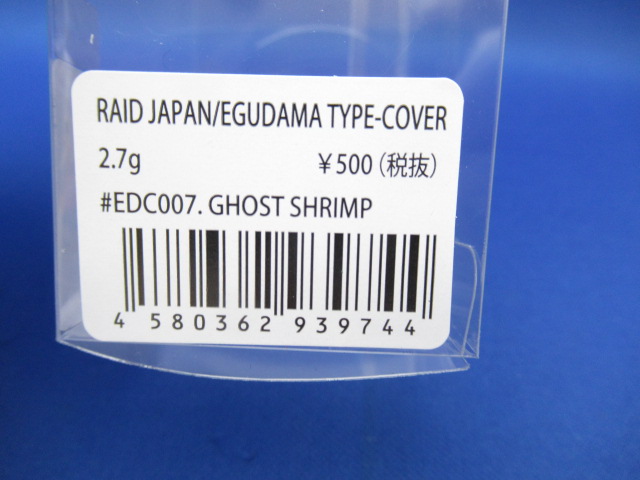 RAID JAPAN/EGUDAMA TYPE-COVER
2.7g ￥500(税抜)
#EDC007. GHOST SHRIMP
4 580362 939744